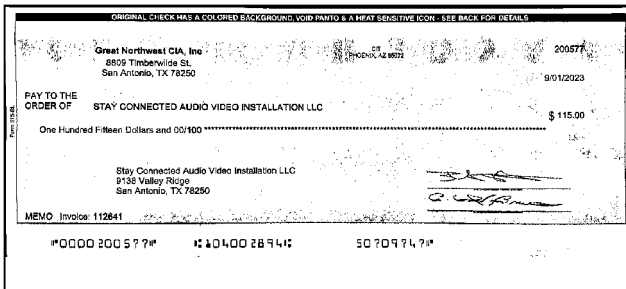 ORIGINAL CHECK HAS A COLORED BACKGROUND, VOID PANTO & A HEAT SENSITIVE ICON - SEE BACK FOR DETAILS
Great Northwest CIA, Inc
8809 Timberwilde St.
San Antonio, TX 78250
CIT
PHOENIX, AZ 85072
200577
9/01/2023
PAY TO THE
ORDER OF STAY CONNECTED AUDIO VIDEO INSTALLATION LLC
$ 115.00
One Hundred Fifteen Dollars and 00/100 ****
Stay Connected Audio Video Installation LLC
9138 Valley Ridge
San Antonio, TX 78250
MEMO Invoice: 112641
⑈0000200577⑈ ⑆104002894⑆ 50709747⑈